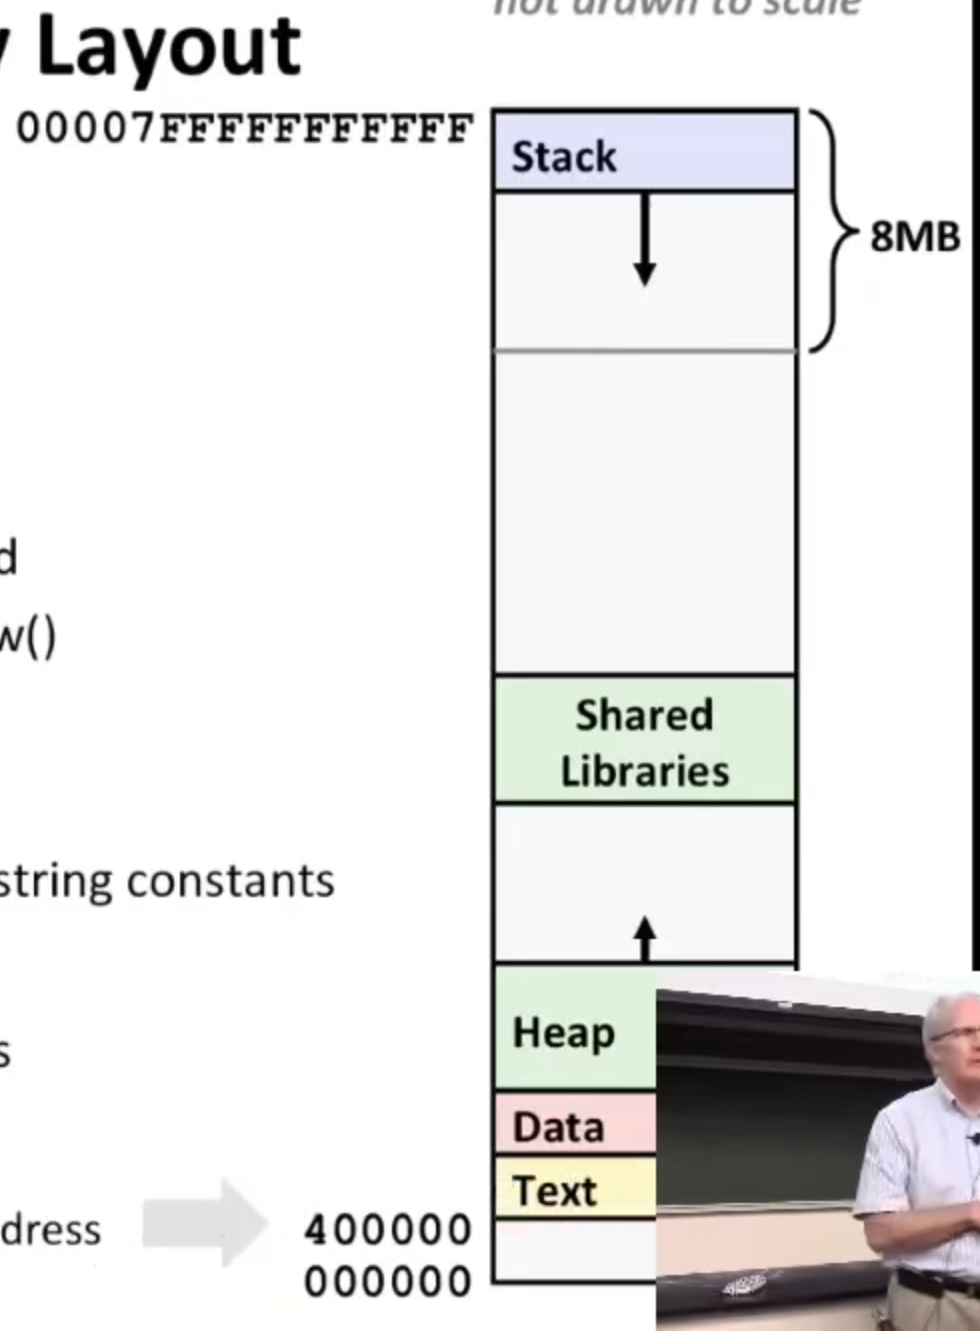 not drawn to scale
Layout
00007FFFFFFFFFFF
Stack
8MB
d
w()
Shared
Libraries
string constants
Heap
s
Data
Text
dress
400000
000000